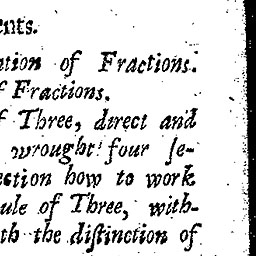 ents.
ation of Fractions.
f Fractions.
f Three, direct and
wrought four ſe-
ection how to work
ule of Three, with-
th the diſtinction of